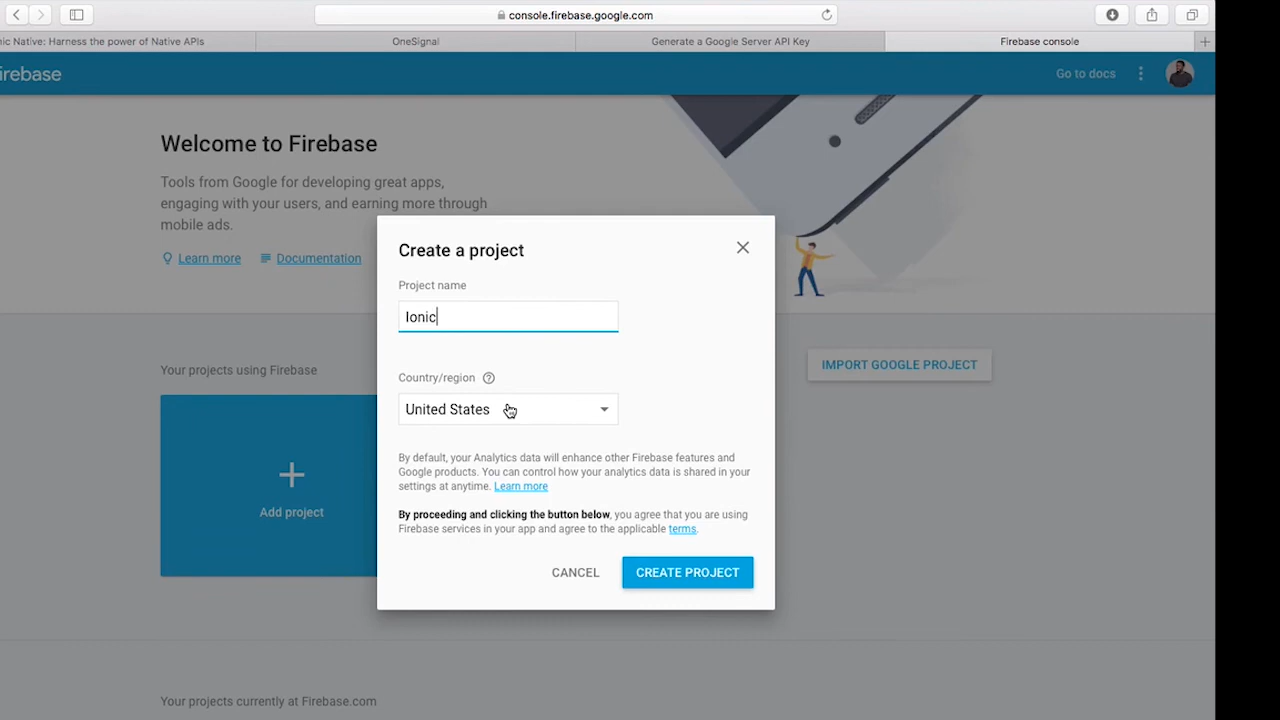 console.firebase.google.com
nic Native: Harness the power of Native APIs
OneSignal
Generate a Google Server API Key
Firebase console
irebase
Go to docs
Welcome to Firebase
Tools from Google for developing great apps,
engaging with your users, and earning more through
mobile ads.
Learn more
Documentation
Create a project
Project name
Ionic
Country/region
United States
By default, your Analytics data will enhance other Firebase features and
Google products. You can control how your analytics data is shared in your
settings at anytime. Learn more
By proceeding and clicking the button below, you agree that you are using
Firebase services in your app and agree to the applicable terms.
CANCEL
CREATE PROJECT
Your projects using Firebase
IMPORT GOOGLE PROJECT
Add project
Your projects currently at Firebase.com